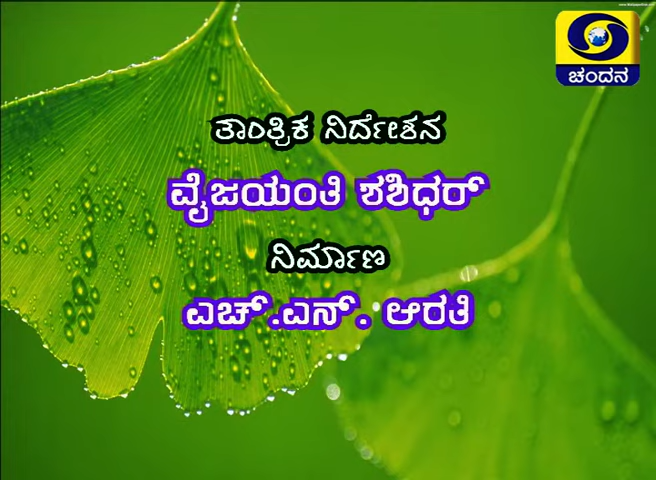 ಚಂದನ
ತಾಂತ್ರಿಕ ನಿರ್ದೇಶನ
ವೈಜಯಂತಿ ಶಶಿಧರ್
ನಿರ್ಮಾಣ
ಎಚ್.ಎನ್. ಆರತಿ